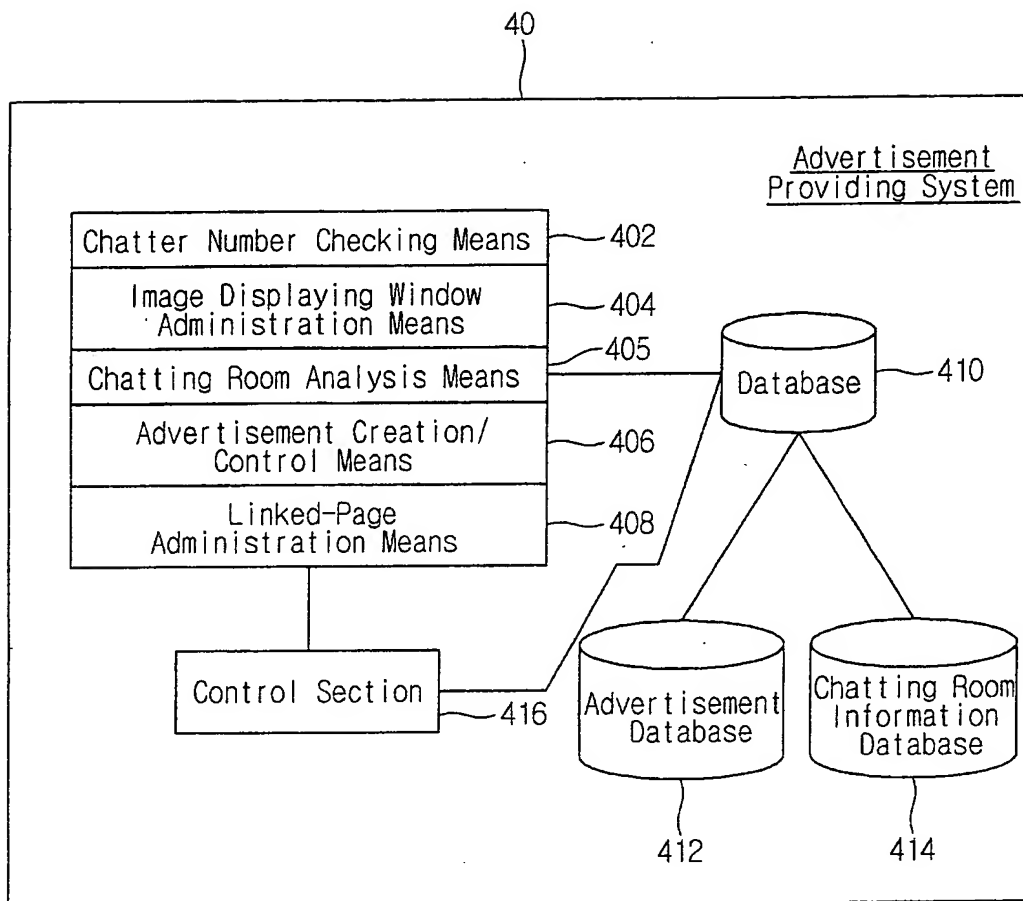 40
Advertisement
Providing System
Chatter Number Checking Means
402
Image Displaying Window
Administration Means
404
405
Chatting Room Analysis Means
Advertisement Creation/
Control Means
406
Linked-Page
Administration Means
408
Database
410
Control Section
416
Advertisement
Database
412
Chatting Room
Information
Database
414